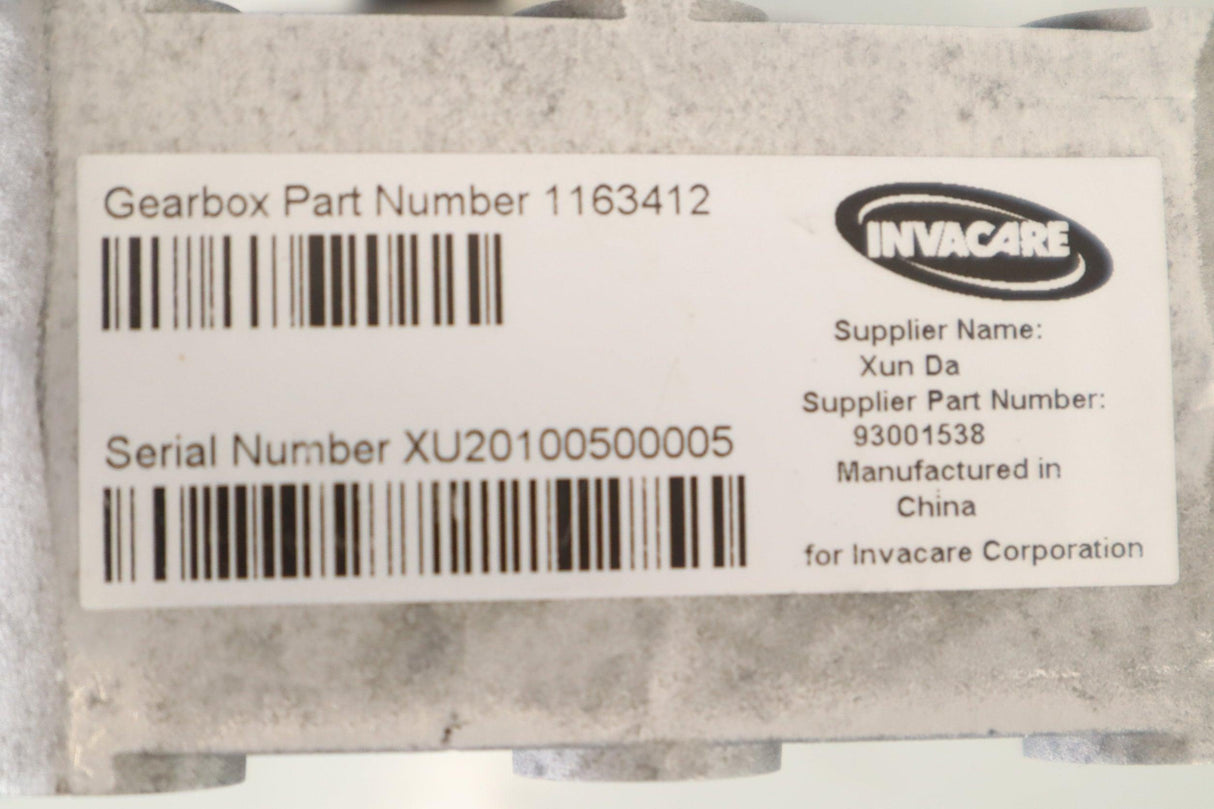 Gearbox Part Number 1163412
Serial Number XU20100500005
INVACARE
Supplier Name:
Xun Da
Supplier Part Number:
93001538
Manufactured in
China
for Invacare Corporation